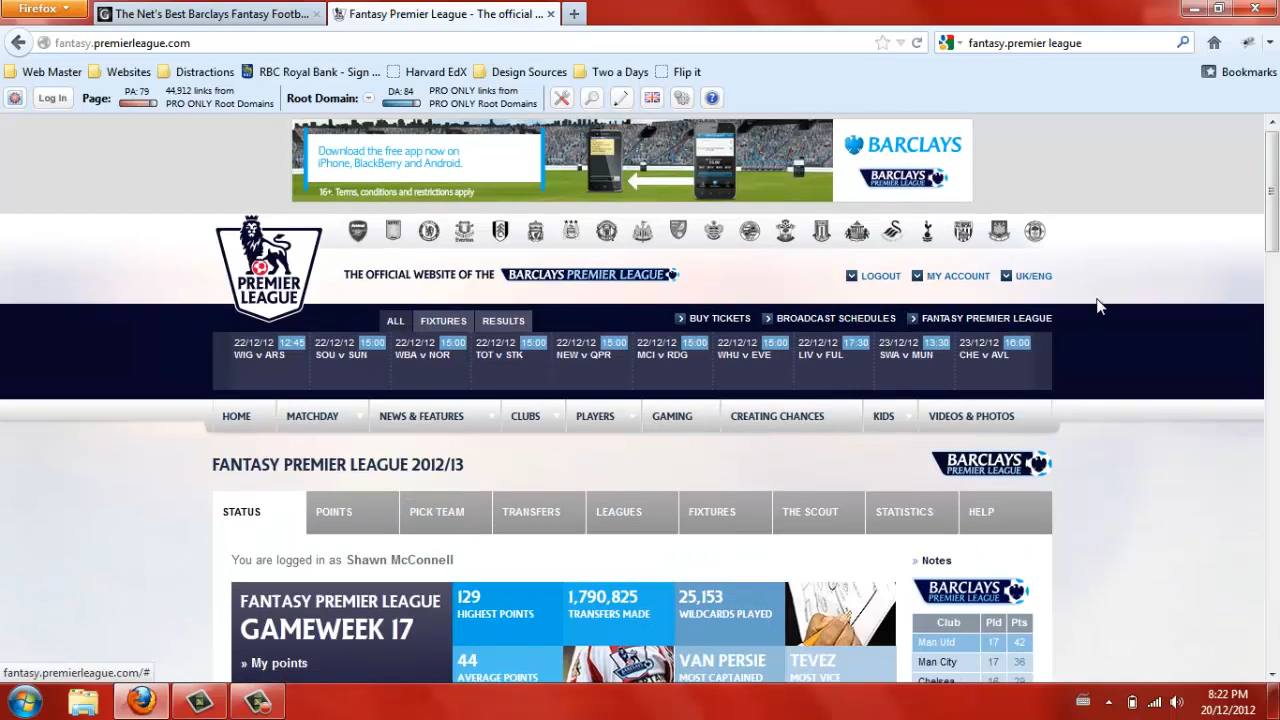 Firefox
The Net's Best Barclays Fantasy Footb...
Fantasy Premier League - The official ...
fantasy.premierleague.com
fantasy.premier league
Web Master
Websites
Distractions
RBC Royal Bank - Sign ...
Harvard EdX
Design Sources
Two a Days
Flip it
Bookmarks
Log In
Page:
PA: 79
44,912 links from
PRO ONLY Root Domains
Root Domain:
DA: 84
PRO ONLY links from
PRO ONLY Root Domains
Download the free app now on
iPhone, BlackBerry and Android.
16+. Terms, conditions and restrictions apply
BARCLAYS
BARCLAYS
PREMIER LEAGUE
PREMIER
LEAGUE
THE OFFICIAL WEBSITE OF THE BARCLAYS PREMIER LEAGUE
LOGOUT
MY ACCOUNT
UK/ENG
ALL
FIXTURES
RESULTS
BUY TICKETS
BROADCAST SCHEDULES
FANTASY PREMIER LEAGUE
22/12/12 12:45
WIG v ARS
22/12/12 15:00
SOU v SUN
22/12/12 15:00
WBA v NOR
22/12/12 15:00
TOT v STK
22/12/12 15:00
NEW v QPR
22/12/12 15:00
MCI v RDG
22/12/12 15:00
WHU v EVE
22/12/12 17:30
LIV v FUL
23/12/12 13:30
SWA v MUN
23/12/12 16:00
CHE v AVL
HOME
MATCHDAY
NEWS & FEATURES
CLUBS
PLAYERS
GAMING
CREATING CHANCES
KIDS
VIDEOS & PHOTOS
FANTASY PREMIER LEAGUE 2012/13
BARCLAYS
PREMIER LEAGUE
STATUS
POINTS
PICK TEAM
TRANSFERS
LEAGUES
FIXTURES
THE SCOUT
STATISTICS
HELP
You are logged in as Shawn McConnell
» Notes
FANTASY PREMIER LEAGUE
GAMEWEEK 17
» My points
129
HIGHEST POINTS
1,790,825
TRANSFERS MADE
25,153
WILDCARDS PLAYED
44
AVERAGE POINTS
VAN PERSIE
MOST CAPTAINED
TEVEZ
MOST VICE
BARCLAYS
PREMIER LEAGUE
Club Pld Pts
Man Utd 17 42
Man City 17 36
Chelsea 16 29
fantasy.premierleague.com/#
8:22 PM
20/12/2012